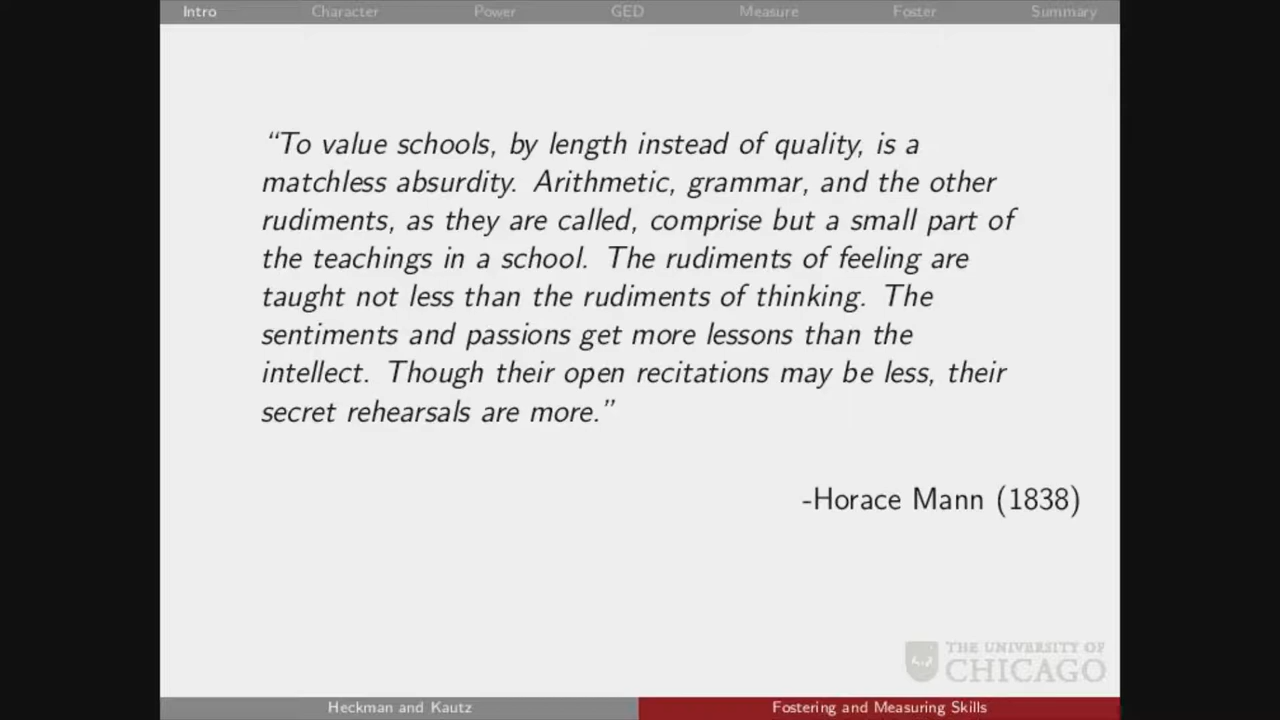 Intro Character Power GED Measure Foster Summary
“To value schools, by length instead of quality, is a
matchless absurdity. Arithmetic, grammar, and the other
rudiments, as they are called, comprise but a small part of
the teachings in a school. The rudiments of feeling are
taught not less than the rudiments of thinking. The
sentiments and passions get more lessons than the
intellect. Though their open recitations may be less, their
secret rehearsals are more.”
-Horace Mann (1838)
THE UNIVERSITY OF
CHICAGO
Heckman and Kautz Fostering and Measuring Skills